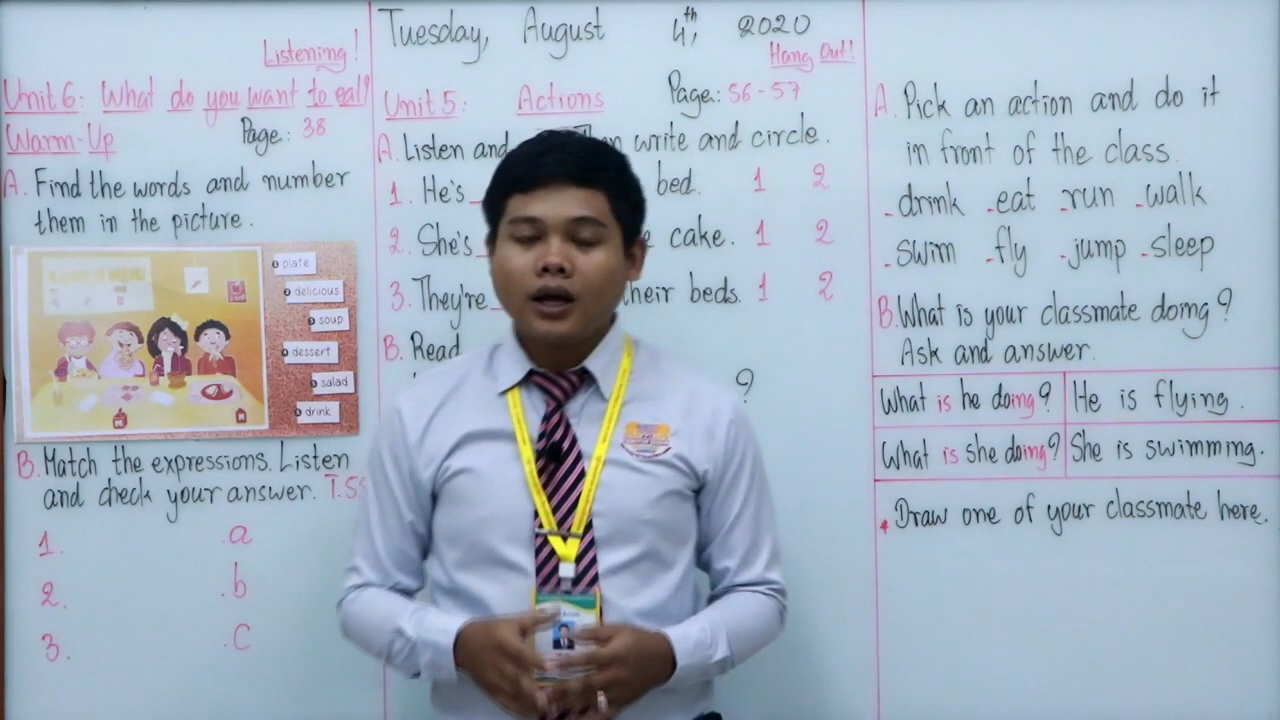 Tuesday, August 4th, 2020
Listening!
Unit 6: What do you want to eat?
Warm-Up Page: 38
A. Find the words and number
them in the picture.
1 plate
2 delicious
3 soup
4 dessert
5 salad
6 drink
B. Match the expressions. Listen
and check your answer.
1. .a
2. .b
3. .c
Hang Out!
Unit 5: Actions Page: 56-57
A. Listen and write and circle.
1. He's bed. 1 2
2. She's cake. 1 2
3. They're their beds. 1 2
B. Read
?
A. Pick an action and do it
in front of the class.
- drink - eat - run - walk
- swim - fly - jump - sleep
B. What is your classmate doing?
Ask and answer.
What is he doing? He is flying.
What is she doing? She is swimming.
* Draw one of your classmate here.